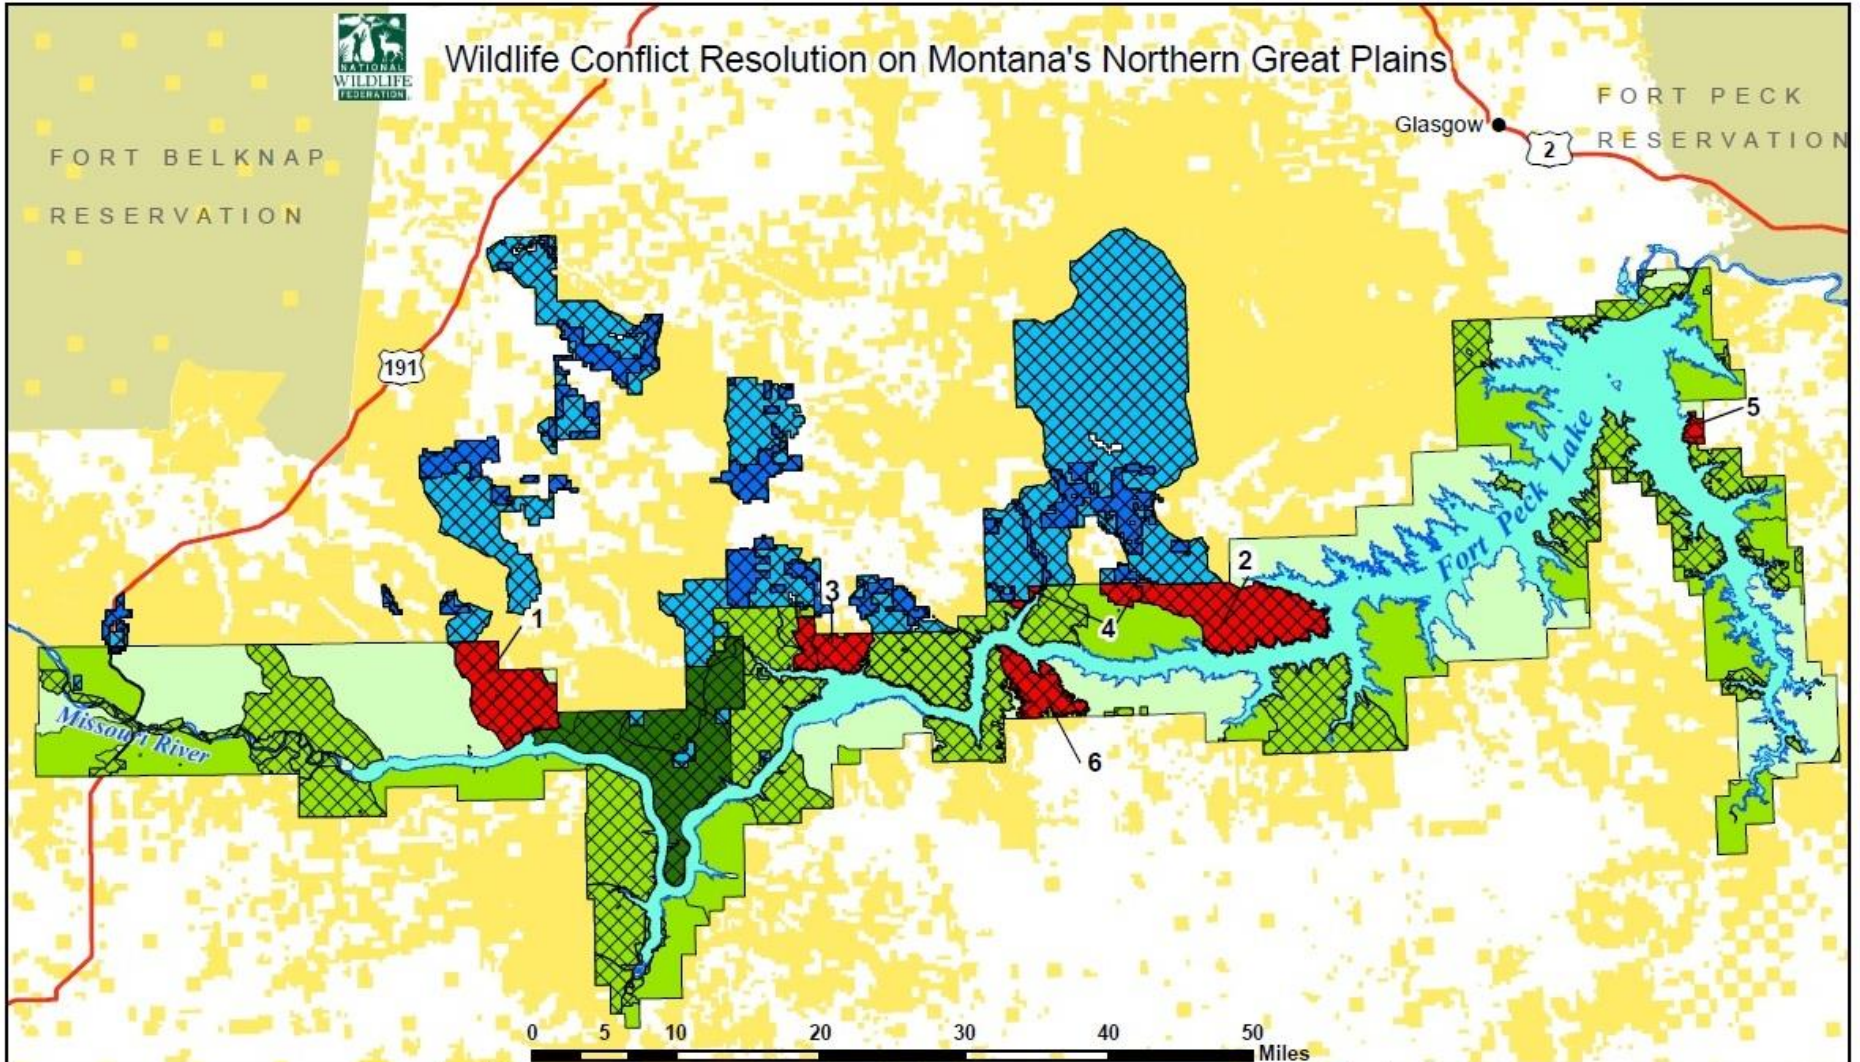 Wildlife Conflict Resolution on Montana's Northern Great Plains
NATIONAL
WILDLIFE
FEDERATION
FORT PECK
RESERVATION
Glasgow
2
FORT BELKNAP
RESERVATION
191
5
Fort Peck Lake
2
3
1
4
6
Missouri River
0 5 10 20 30 40 50
Miles